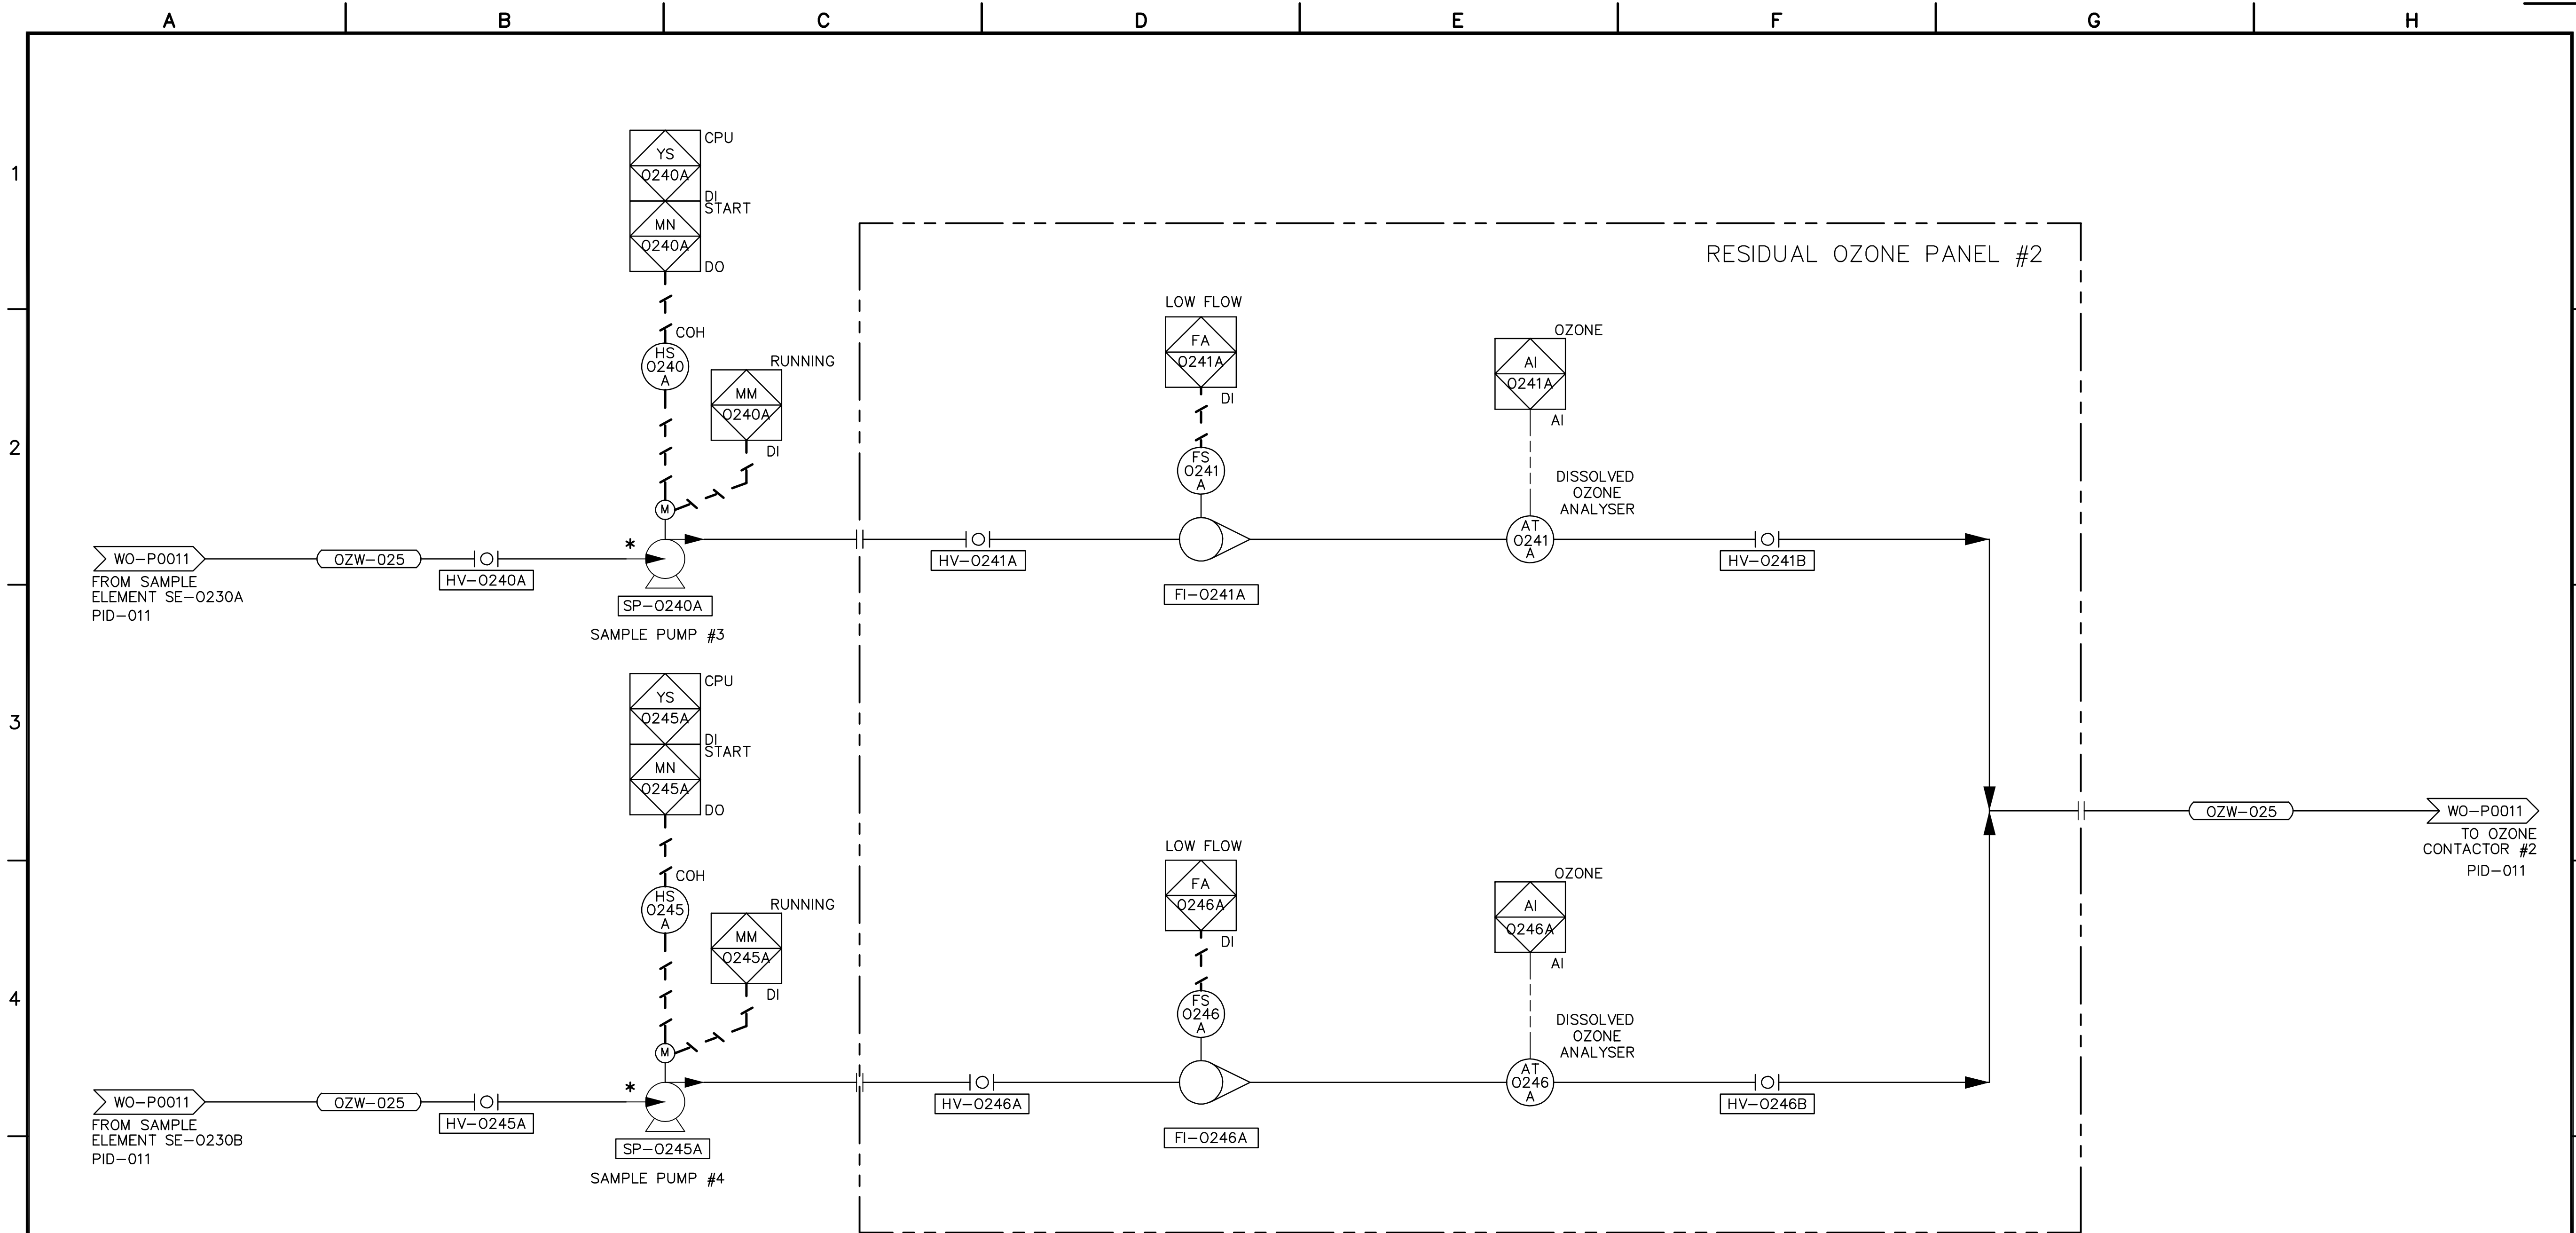 A B C D E F G H
1
2
3
4
YS
0240A
CPU
DI
START
MN
0240A
DO
COH
HS
0240
A
RUNNING
MM
0240A
DI
M
*
WO-P0011
FROM SAMPLE
ELEMENT SE-0230A
PID-011
OZW-025
HV-0240A
SP-0240A
SAMPLE PUMP #3
RESIDUAL OZONE PANEL #2
LOW FLOW
FA
0241A
DI
FS
0241
A
HV-0241A
FI-0241A
OZONE
AI
0241A
AI
DISSOLVED
OZONE
ANALYSER
AT
0241
A
HV-0241B
YS
0245A
CPU
DI
START
MN
0245A
DO
COH
HS
0245
A
RUNNING
MM
0245A
DI
M
*
WO-P0011
FROM SAMPLE
ELEMENT SE-0230B
PID-011
OZW-025
HV-0245A
SP-0245A
SAMPLE PUMP #4
LOW FLOW
FA
0246A
DI
FS
0246
A
HV-0246A
FI-0246A
OZONE
AI
0246A
AI
DISSOLVED
OZONE
ANALYSER
AT
0246
A
HV-0246B
OZW-025
WO-P0011
TO OZONE
CONTACTOR #2
PID-011